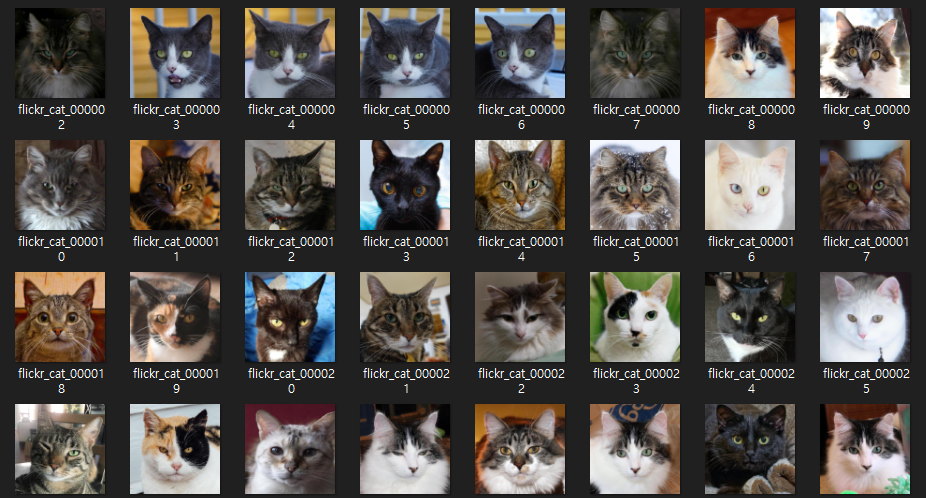 flickr_cat_00000 flickr_cat_00000 flickr_cat_00000 flickr_cat_00000 flickr_cat_00000 flickr_cat_00000 flickr_cat_00000 flickr_cat_00000
2 3 4 5 6 7 8 9
flickr_cat_00001 flickr_cat_00001 flickr_cat_00001 flickr_cat_00001 flickr_cat_00001 flickr_cat_00001 flickr_cat_00001 flickr_cat_00001
0 1 2 3 4 5 6 7
flickr_cat_00001 flickr_cat_00001 flickr_cat_00002 flickr_cat_00002 flickr_cat_00002 flickr_cat_00002 flickr_cat_00002 flickr_cat_00002
8 9 0 1 2 3 4 5